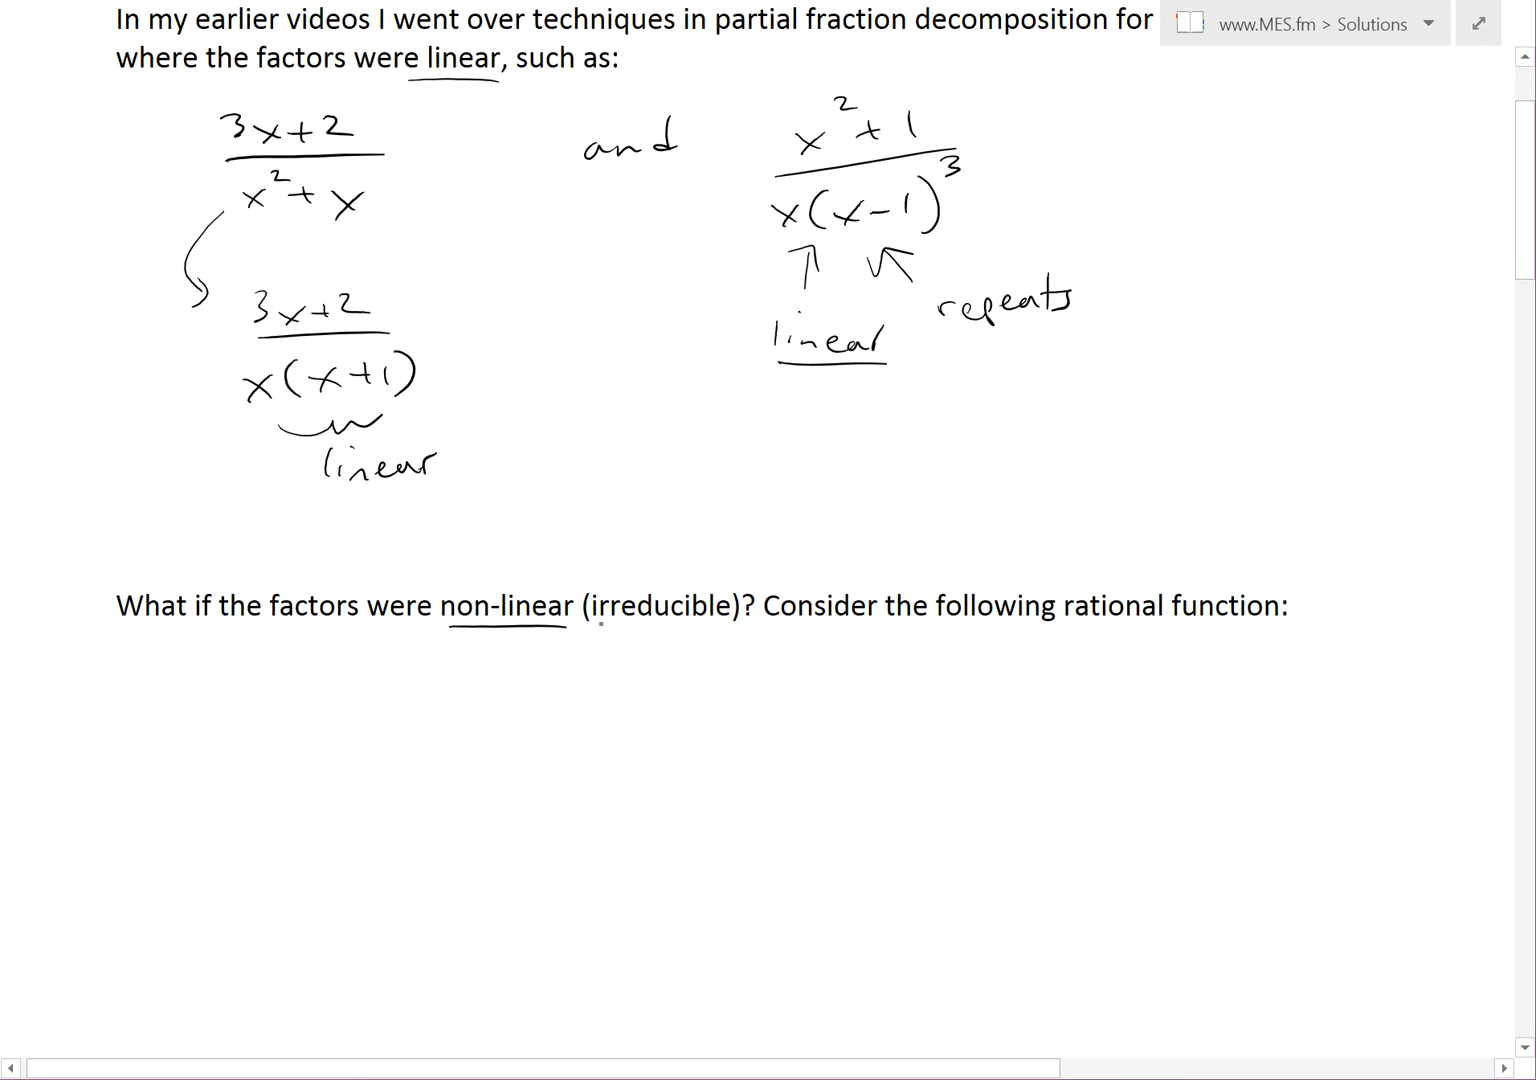 In my earlier videos I went over techniques in partial fraction decomposition for
www.MES.fm > Solutions
where the factors were linear, such as:
3x+2
x²+x
and
x²+1
x(x-1)³
3x+2
x(x+1)
linear
linear
repeats
What if the factors were non-linear (irreducible)? Consider the following rational function: